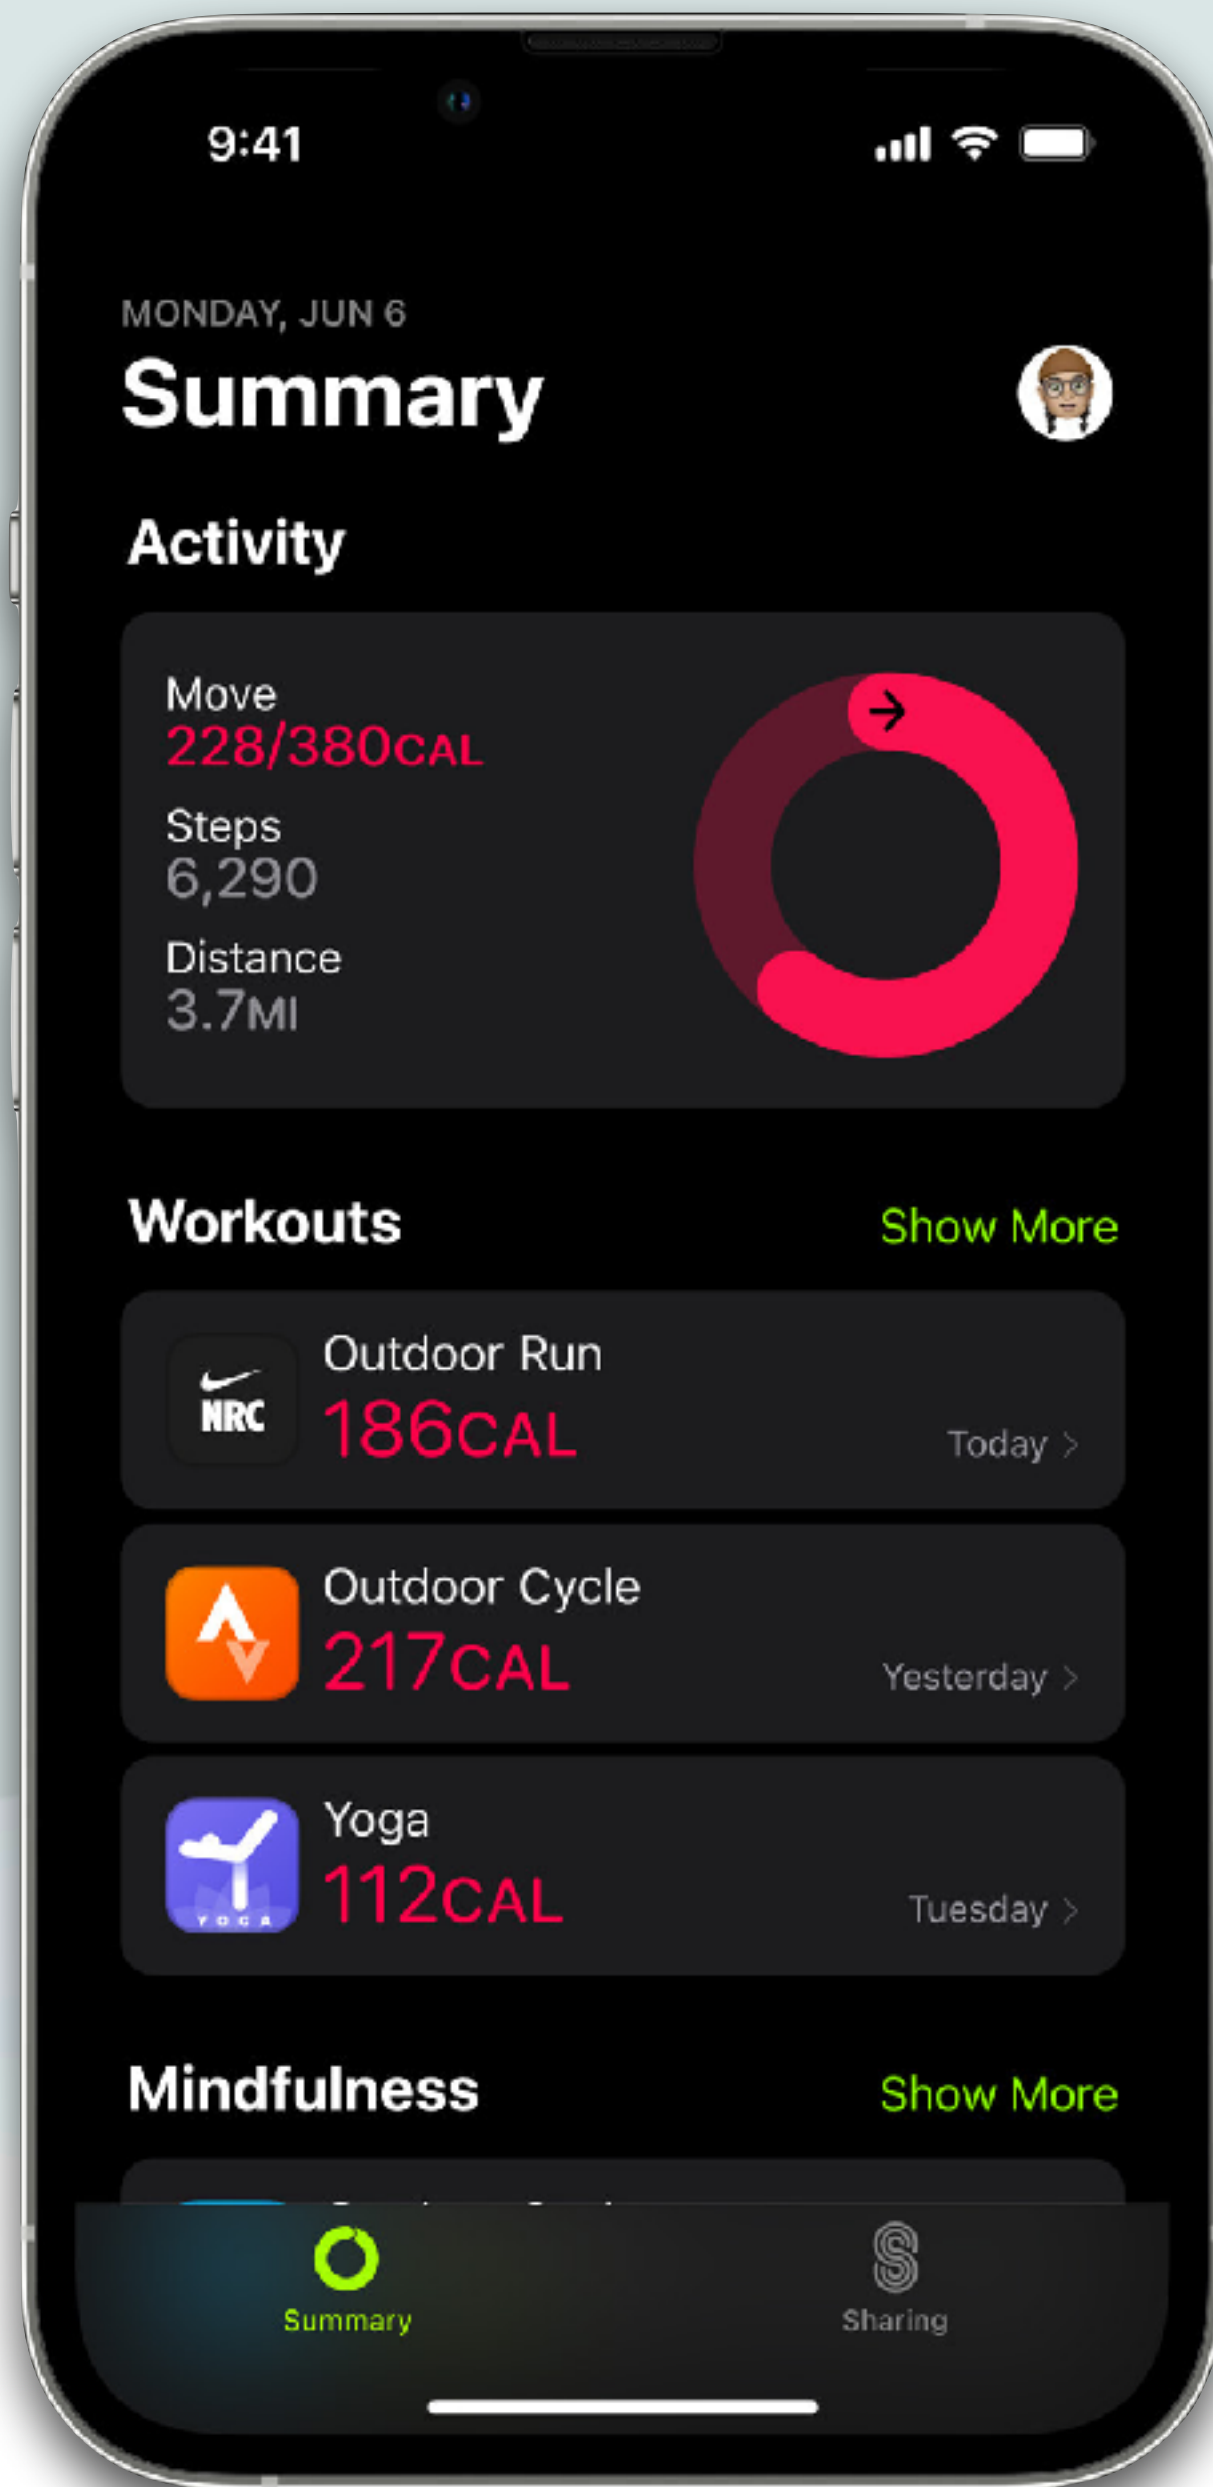 9:41
MONDAY, JUN 6
Summary
Activity
Move
228/380CAL
Steps
6,290
Distance
3.7MI
Workouts
Show More
NRC
Outdoor Run
186CAL
Today
Outdoor Cycle
217CAL
Yesterday
YOGA
Yoga
112CAL
Tuesday
Mindfulness
Show More
Summary
Sharing